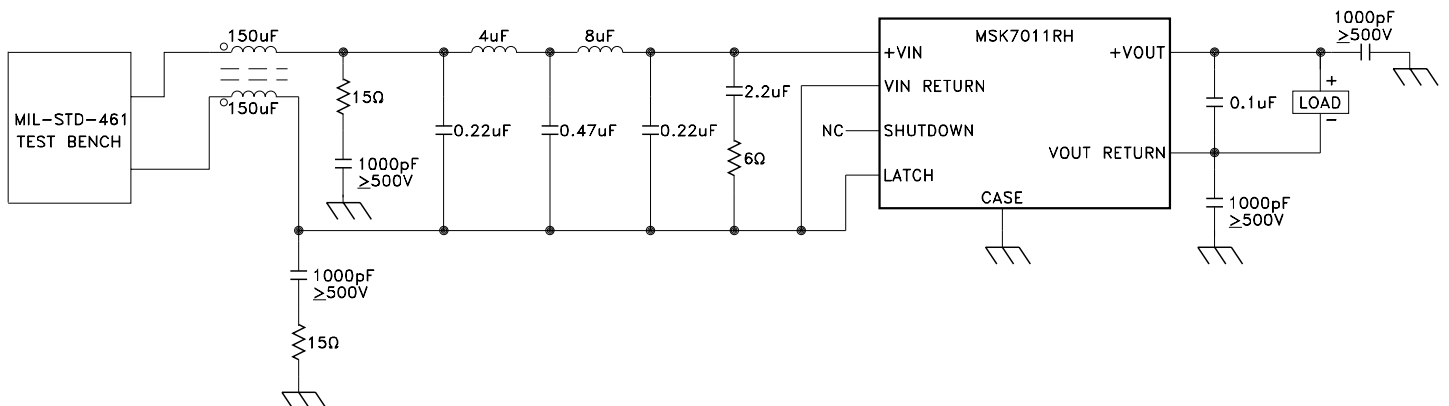 150uF
150uF
MIL-STD-461
TEST BENCH
15Ω
1000pF
≥500V
4uF
8uF
0.22uF
0.47uF
0.22uF
2.2uF
6Ω
1000pF
≥500V
15Ω
MSK7011RH
+VIN
VIN RETURN
NC
SHUTDOWN
LATCH
CASE
+VOUT
VOUT RETURN
0.1uF
+
LOAD
-
1000pF
≥500V
1000pF
≥500V